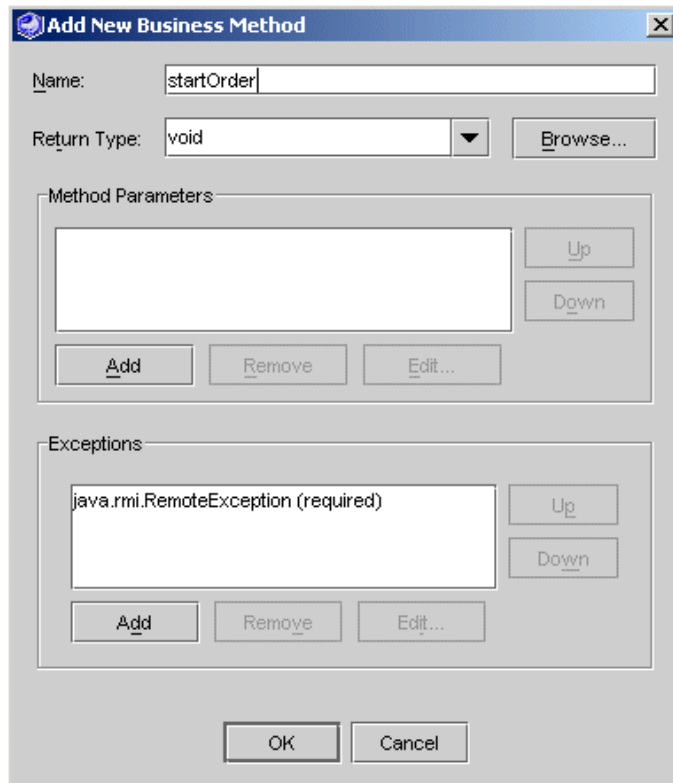 Add New Business Method
Name: startOrder
Return Type: void Browse...
Method Parameters
Up
Down
Add Remove Edit...
Exceptions
java.rmi.RemoteException (required)
Up
Down
Add Remove Edit...
OK Cancel